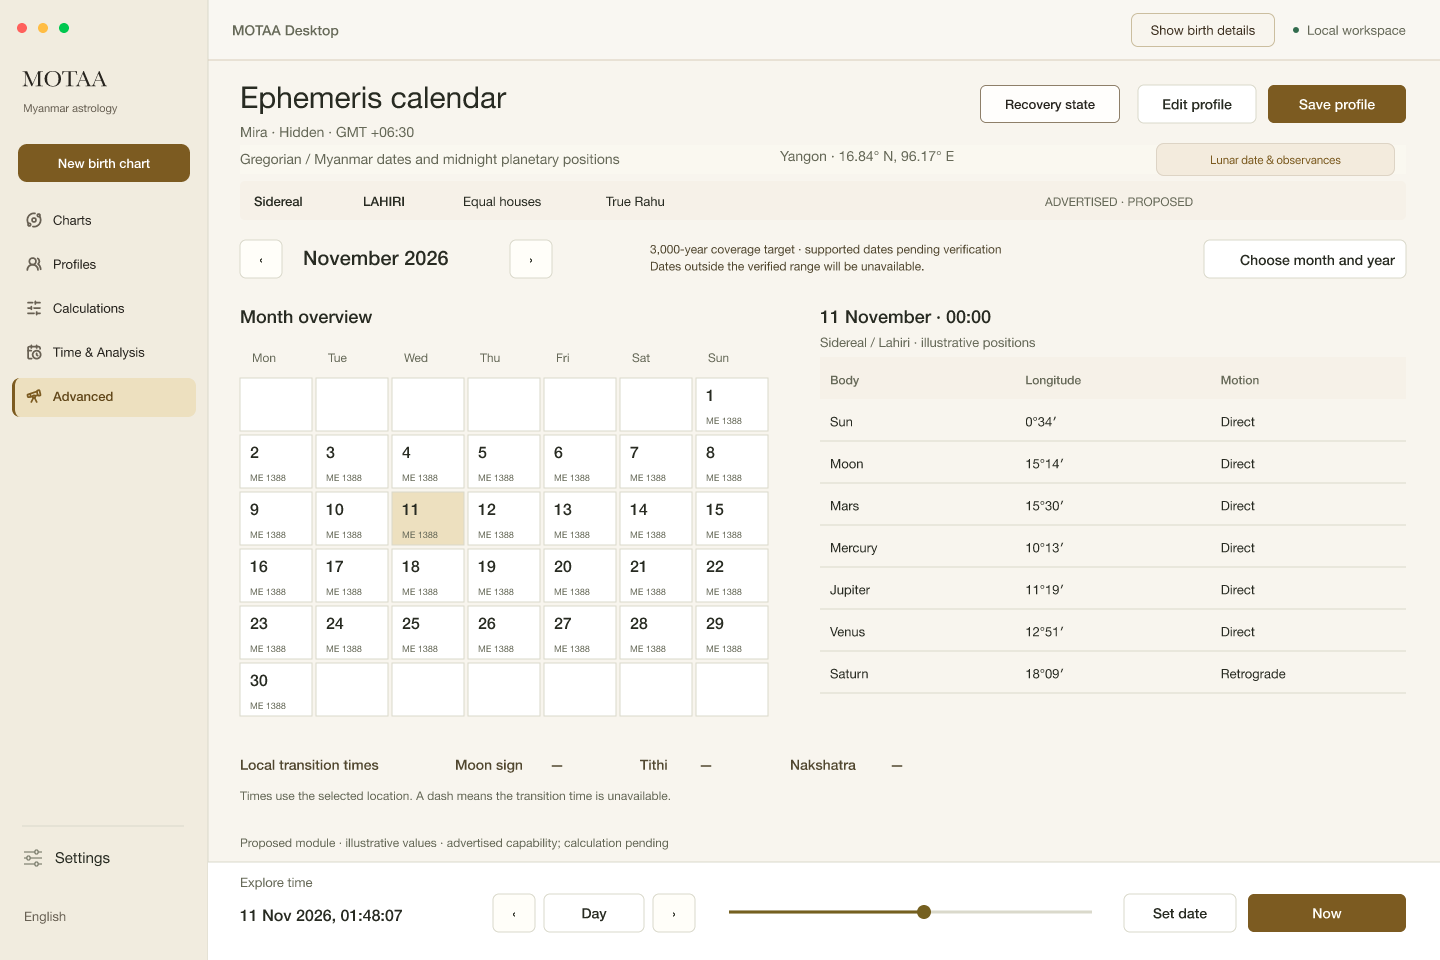 MOTAA Desktop
Show birth details
Local workspace
MOTAA
Myanmar astrology
New birth chart
Charts
Profiles
Calculations
Time & Analysis
Advanced
Settings
English
Ephemeris calendar
Recovery state
Edit profile
Save profile
Mira · Hidden · GMT +06:30
Gregorian / Myanmar dates and midnight planetary positions
Yangon · 16.84° N, 96.17° E
Lunar date & observances
Sidereal LAHIRI Equal houses True Rahu ADVERTISED · PROPOSED
‹ November 2026 ›
3,000-year coverage target · supported dates pending verification
Dates outside the verified range will be unavailable.
Choose month and year
Month overview
Mon Tue Wed Thu Fri Sat Sun
1
ME 1388
2 3 4 5 6 7 8
ME 1388 ME 1388 ME 1388 ME 1388 ME 1388 ME 1388 ME 1388
9 10 11 12 13 14 15
ME 1388 ME 1388 ME 1388 ME 1388 ME 1388 ME 1388 ME 1388
16 17 18 19 20 21 22
ME 1388 ME 1388 ME 1388 ME 1388 ME 1388 ME 1388 ME 1388
23 24 25 26 27 28 29
ME 1388 ME 1388 ME 1388 ME 1388 ME 1388 ME 1388 ME 1388
30
ME 1388
11 November · 00:00
Sidereal / Lahiri · illustrative positions
Body Longitude Motion
Sun 0°34′ Direct
Moon 15°14′ Direct
Mars 15°30′ Direct
Mercury 10°13′ Direct
Jupiter 11°19′ Direct
Venus 12°51′ Direct
Saturn 18°09′ Retrograde
Local transition times Moon sign — Tithi — Nakshatra —
Times use the selected location. A dash means the transition time is unavailable.
Proposed module · illustrative values · advertised capability; calculation pending
Explore time
11 Nov 2026, 01:48:07
‹ Day ›
Set date
Now